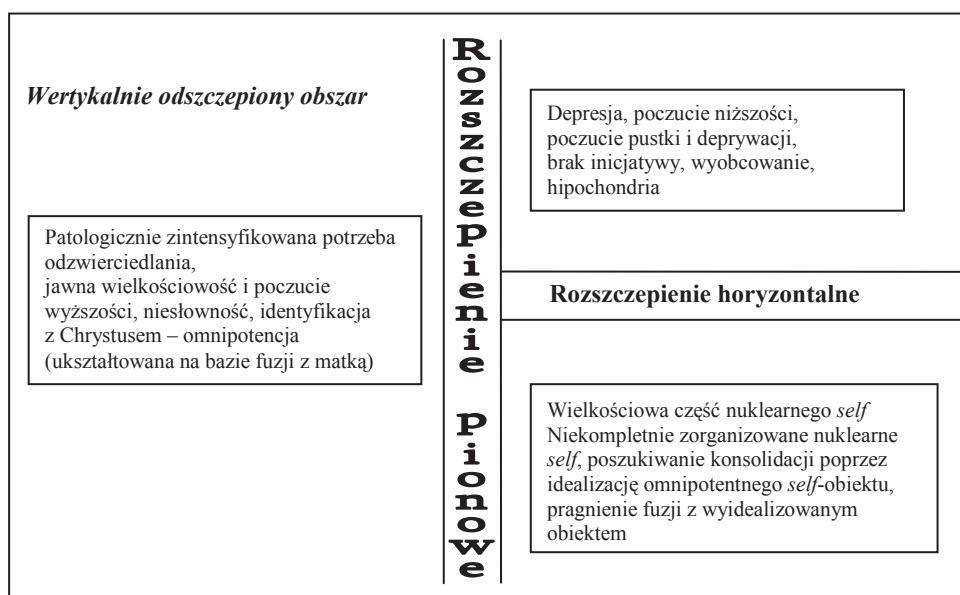 Wertykalnie odszczepiony obszar
Patologicznie zintensyfikowana potrzeba
odzwierciedlania,
jawna wielkościowość i poczucie
wyższości, niesłowność, identyfikacja
z Chrystusem – omnipotencja
(ukształtowana na bazie fuzji z matką)
Rozszczepienie pionowe
Depresja, poczucie niższości,
poczucie pustki i deprywacji,
brak inicjatywy, wyobcowanie,
hipochondria
Rozszczepienie horyzontalne
Wielkościowa część nuklearnego self
Niekompletnie zorganizowane nuklearne
self, poszukiwanie konsolidacji poprzez
idealizację omnipotentnego self-obiektu,
pragnienie fuzji z wyidealizowanym
obiektem